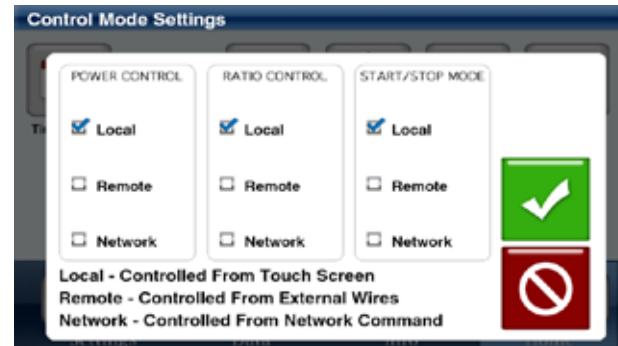 Control Mode Settings
POWER CONTROL
RATIO CONTROL
START/STOP MODE
Local
Local
Local
Remote
Remote
Remote
Network
Network
Network
Local - Controlled From Touch Screen
Remote - Controlled From External Wires
Network - Controlled From Network Command